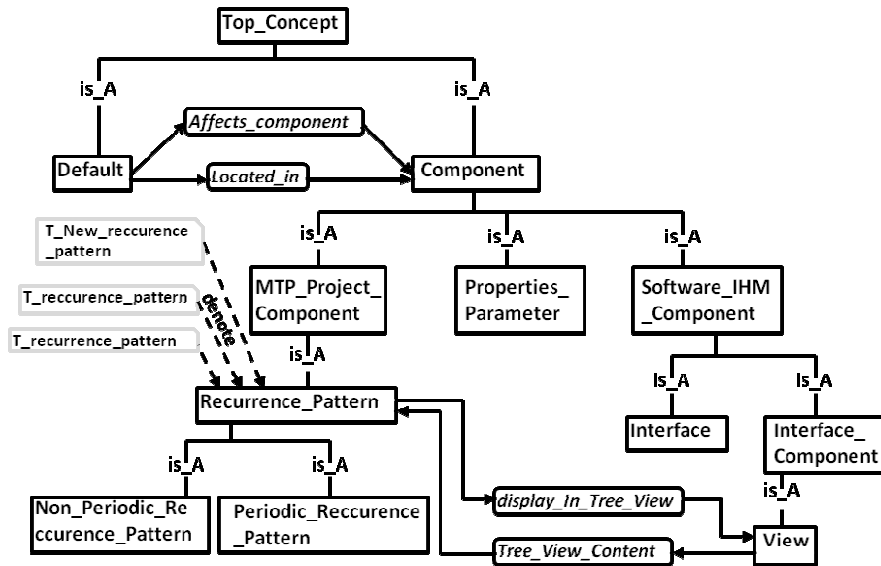 Top_Concept
is_A
is_A
Affects_component
Default
Located_in
Component
T_New_reccurence
_pattern
is_A
is_A
is_A
T_reccurence_pattern
denote
T_recurrence_pattern
MTP_Project_
Component
Properties_
Parameter
Software_IHM
_Component
is_A
Is_A
Is_A
Recurrence_Pattern
Interface
Interface_
Component
is_A
is_A
is_A
Non_Periodic_Re
ccurence_Pattern
Periodic_Reccurence
_Pattern
display_In_Tree_View
Tree_View_Content
View